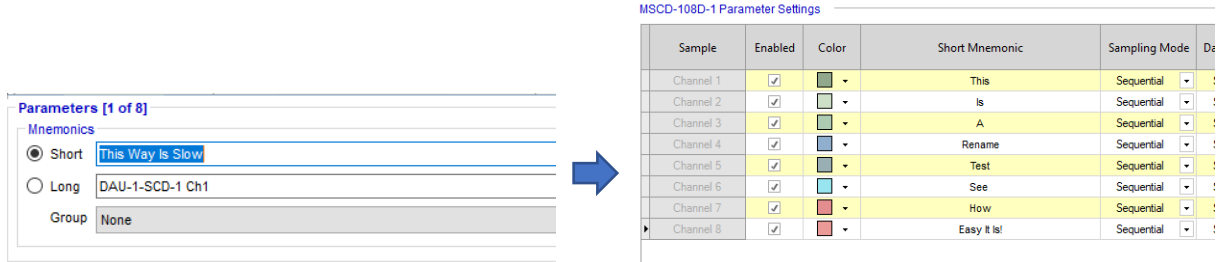 Parameters [1 of 8]
Mnemonics
Short This Way Is Slow
Long DAU-1-SCD-1 Ch1
Group None
MSCD-108D-1 Parameter Settings
Sample Enabled Color Short Mnemonic Sampling Mode
Channel 1 This Sequential
Channel 2 Is Sequential
Channel 3 A Sequential
Channel 4 Rename Sequential
Channel 5 Test Sequential
Channel 6 See Sequential
Channel 7 How Sequential
Channel 8 Easy It Is! Sequential